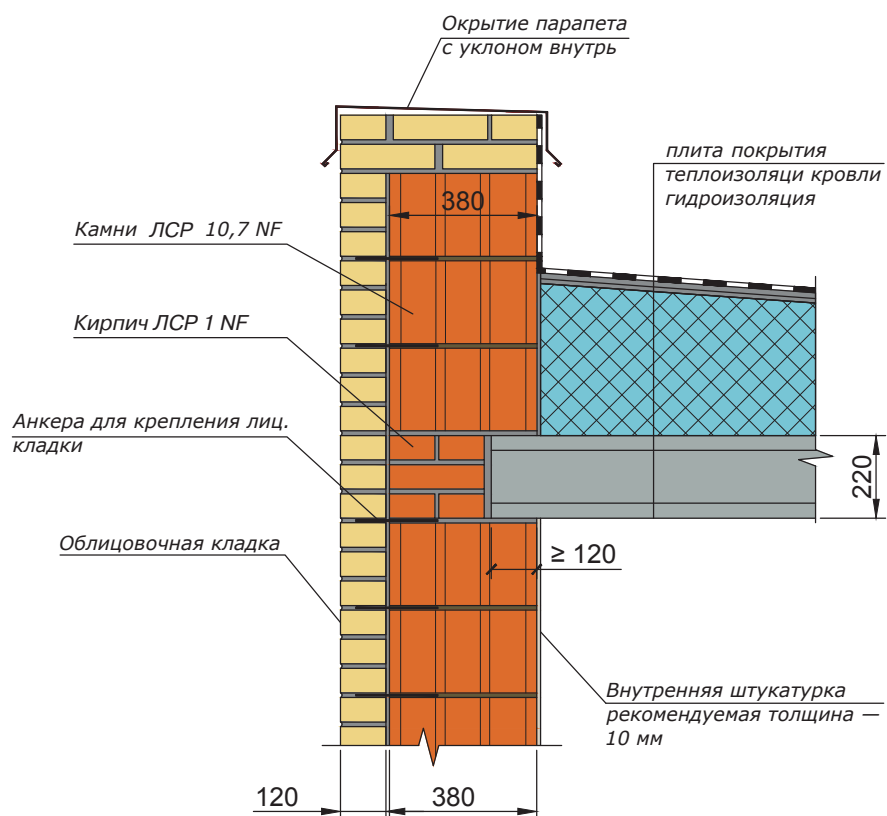 Окрытие парапета
с уклоном внутрь
плита покрытия
теплоизоляци кровли
гидроизоляция
380
Камни ЛСР 10,7 NF
Кирпич ЛСР 1 NF
Анкера для крепления лиц.
кладки
220
Облицовочная кладка
≥ 120
Внутренняя штукатурка
рекомендуемая толщина —
10 мм
120
380